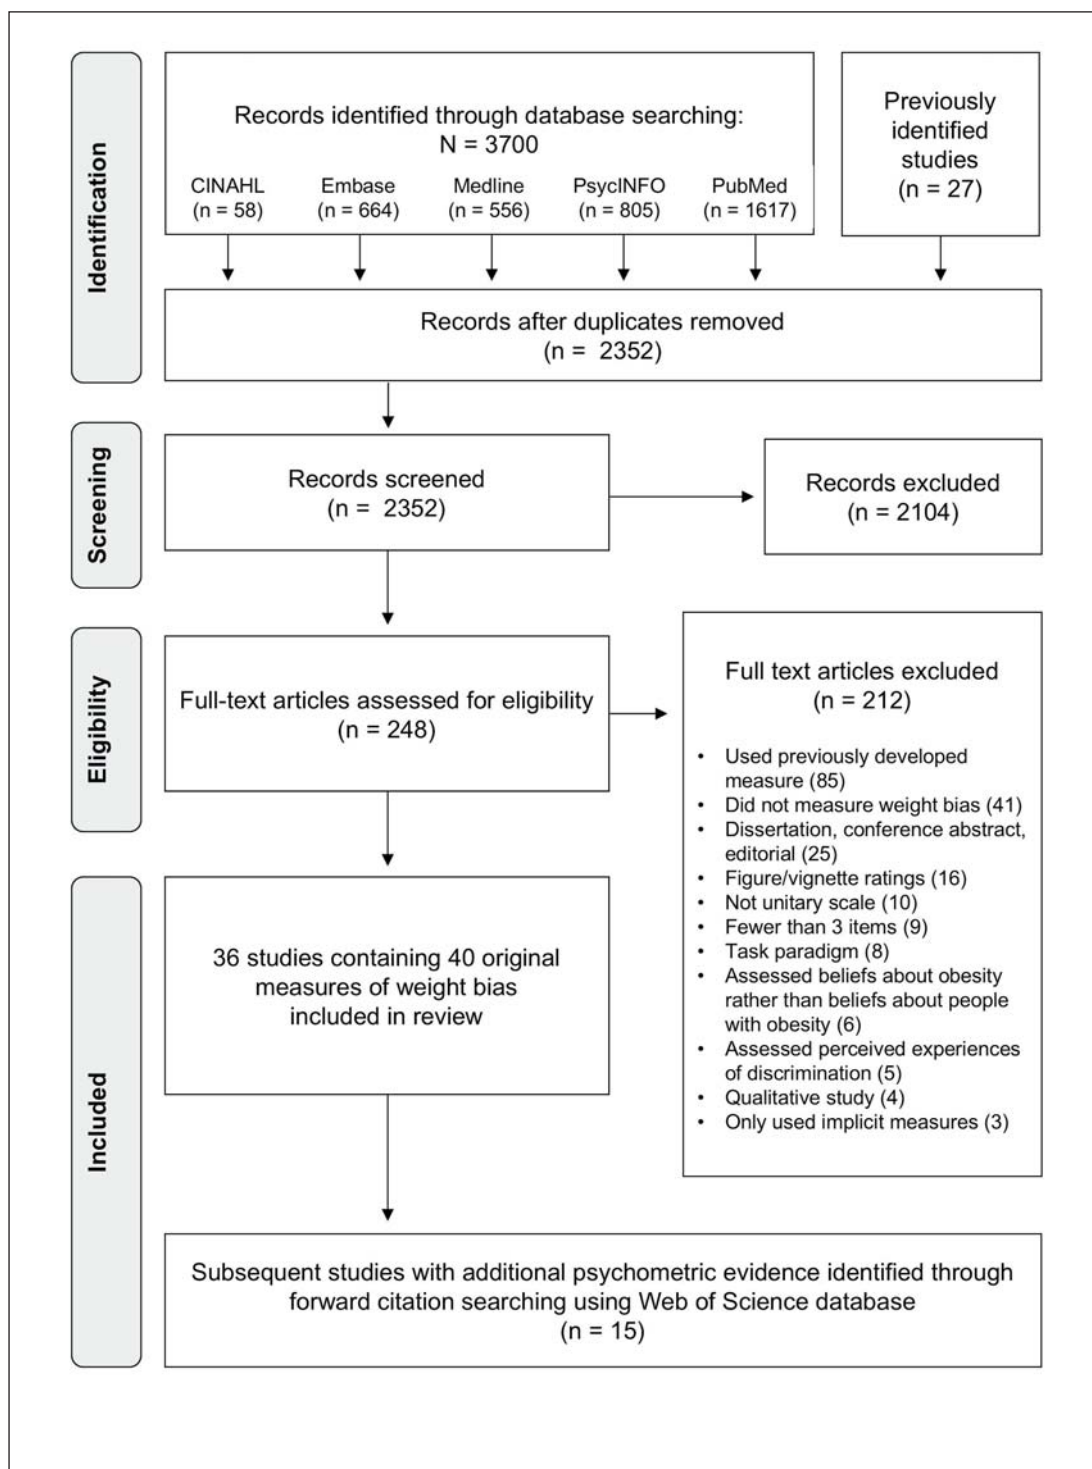 Identification
Records identified through database searching:
N = 3700
CINAHL
(n = 58)
Embase
(n = 664)
Medline
(n = 556)
PsycINFO
(n = 805)
PubMed
(n = 1617)
Previously
identified
studies
(n = 27)
Records after duplicates removed
(n = 2352)
Screening
Records screened
(n = 2352)
Records excluded
(n = 2104)
Eligibility
Full-text articles assessed for eligibility
(n = 248)
Full text articles excluded
(n = 212)
• Used previously developed
measure (85)
• Did not measure weight bias (41)
• Dissertation, conference abstract,
editorial (25)
• Figure/vignette ratings (16)
• Not unitary scale (10)
• Fewer than 3 items (9)
• Task paradigm (8)
• Assessed beliefs about obesity
rather than beliefs about people
with obesity (6)
• Assessed perceived experiences
of discrimination (5)
• Qualitative study (4)
• Only used implicit measures (3)
Included
36 studies containing 40 original
measures of weight bias
included in review
Subsequent studies with additional psychometric evidence identified through
forward citation searching using Web of Science database
(n = 15)